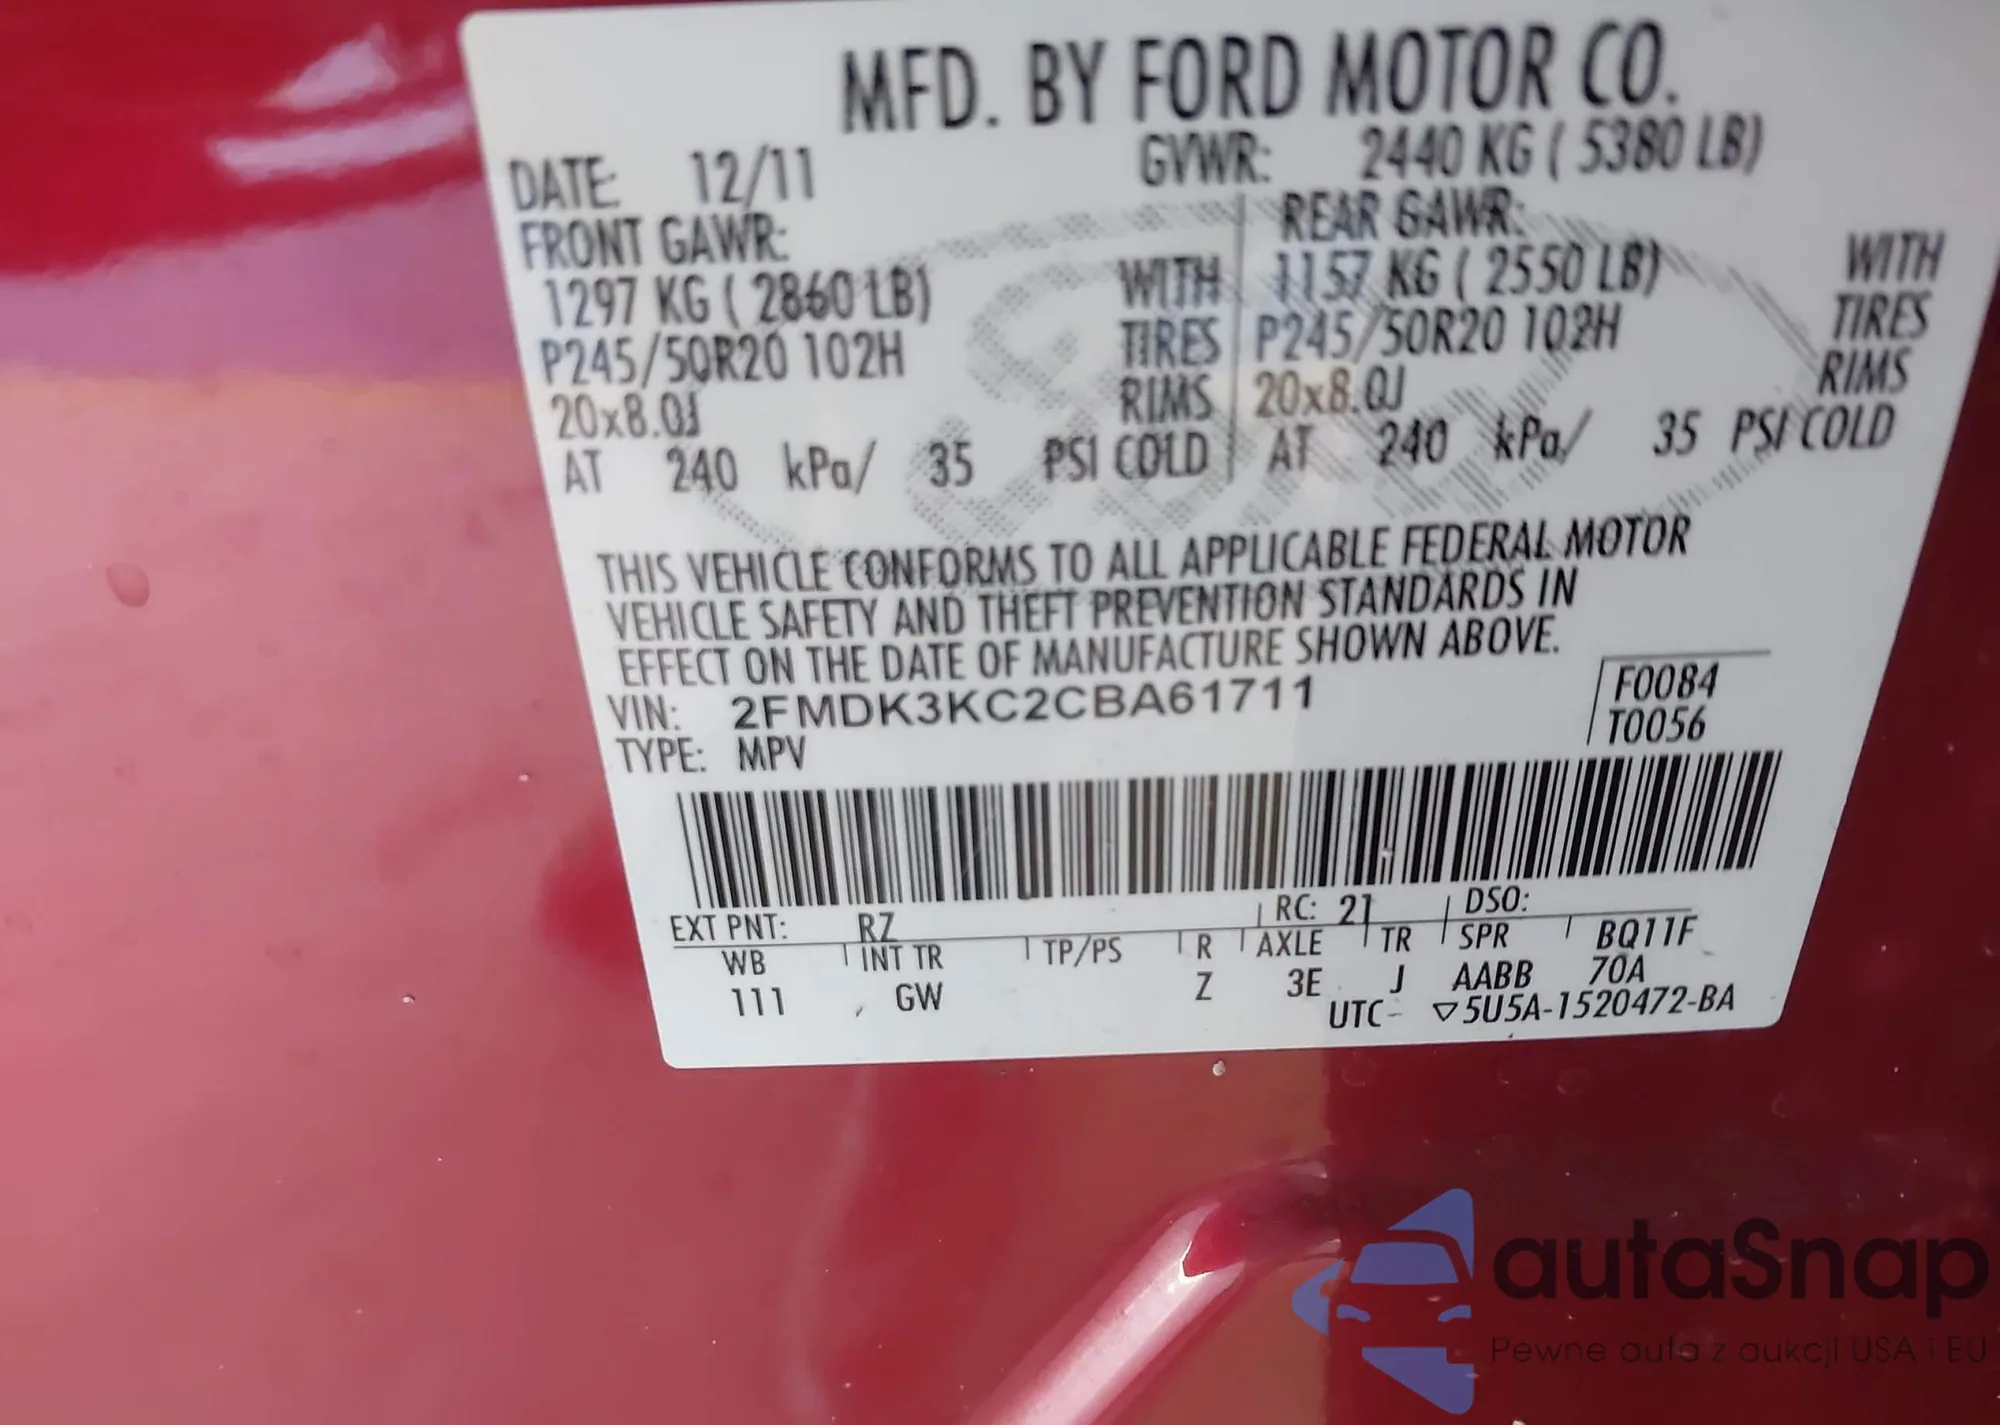 MFD. BY FORD MOTOR CO.
DATE: 12/11 GVWR: 2440 KG ( 5380 LB)
FRONT GAWR: REAR GAWR:
1297 KG ( 2860 LB) WITH 1157 KG ( 2550 LB) WITH
P245/50R20 102H TIRES P245/50R20 102H TIRES
20x8.0J RIMS 20x8.0J RIMS
AT 240 kPa/ 35 PSI COLD AT 240 kPa/ 35 PSI COLD
THIS VEHICLE CONFORMS TO ALL APPLICABLE FEDERAL MOTOR
VEHICLE SAFETY AND THEFT PREVENTION STANDARDS IN
EFFECT ON THE DATE OF MANUFACTURE SHOWN ABOVE.
VIN: 2FMDK3KC2CBA61711 F0084
TYPE: MPV T0056
EXT PNT: RZ RC: 21 DSO:
WB INT TR TP/PS R AXLE TR SPR BQ11F
111 GW Z 3E J AABB 70A
UTC- ▽5U5A-1520472-BA
autaSnap
Pewne auta z aukcji USA i EU